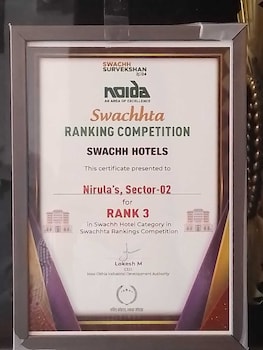 SWACHH
SURVEKSHAN
noida
AN AREA OF EXCELLENCE
Swachhta
RANKING COMPETITION
SWACHH HOTELS
This certificate presented to
Nirula's, Sector-02
for
RANK 3
in Swachh Hotel Category in
Swachhta Rankings Competition
Lokesh M
CEO
New Okhla Industrial Development Authority